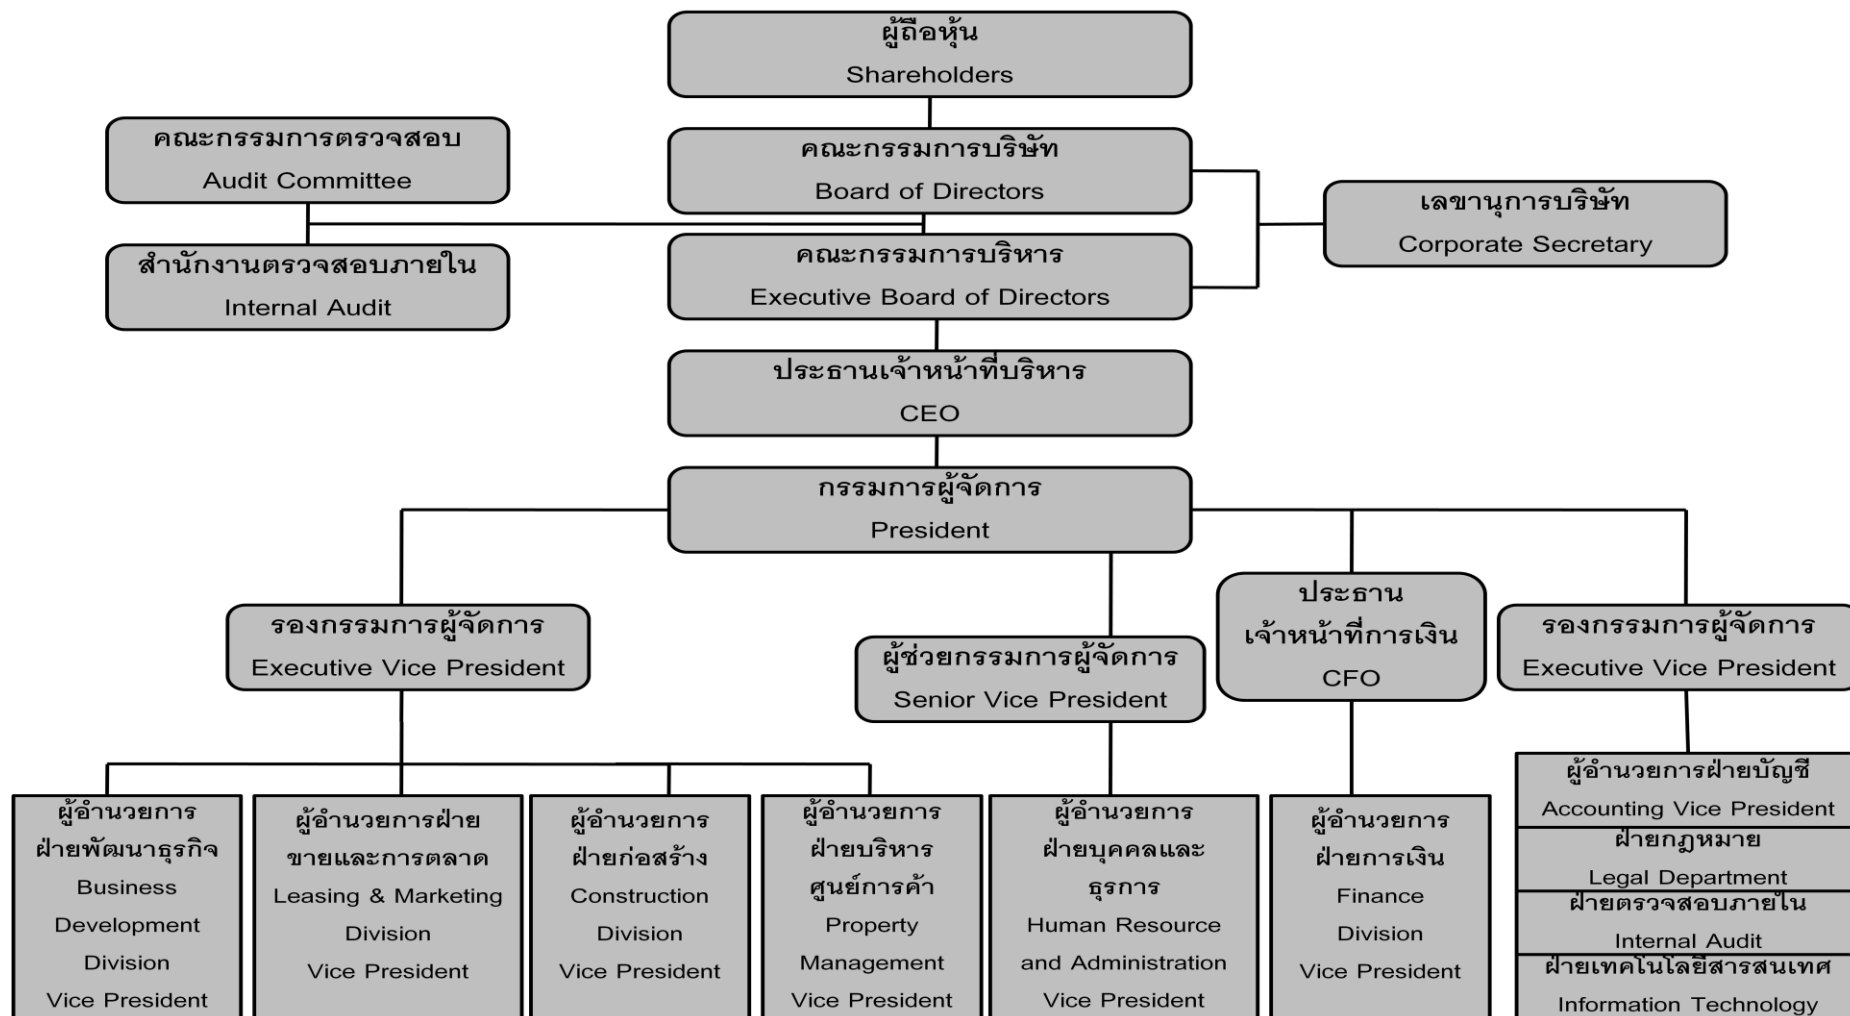 ผู้ถือหุ้น
Shareholders
คณะกรรมการตรวจสอบ
Audit Committee
คณะกรรมการบริษัท
Board of Directors
เลขานุการบริษัท
Corporate Secretary
สำนักงานตรวจสอบภายใน
Internal Audit
คณะกรรมการบริหาร
Executive Board of Directors
ประธานเจ้าหน้าที่บริหาร
CEO
กรรมการผู้จัดการ
President
รองกรรมการผู้จัดการ
Executive Vice President
ผู้ช่วยกรรมการผู้จัดการ
Senior Vice President
ประธาน
เจ้าหน้าที่การเงิน
CFO
รองกรรมการผู้จัดการ
Executive Vice President
ผู้อำนวยการ
ฝ่ายพัฒนาธุรกิจ
Business
Development
Division
Vice President
ผู้อำนวยการฝ่าย
ขายและการตลาด
Leasing & Marketing
Division
Vice President
ผู้อำนวยการ
ฝ่ายก่อสร้าง
Construction
Division
Vice President
ผู้อำนวยการ
ฝ่ายบริหาร
ศูนย์การค้า
Property
Management
Vice President
ผู้อำนวยการ
ฝ่ายบุคคลและ
ธุรการ
Human Resource
and Administration
Vice President
ผู้อำนวยการ
ฝ่ายการเงิน
Finance
Division
Vice President
ผู้อำนวยการฝ่ายบัญชี
Accounting Vice President
ฝ่ายกฎหมาย
Legal Department
ฝ่ายตรวจสอบภายใน
Internal Audit
ฝ่ายเทคโนโลยีสารสนเทศ
Information Technology